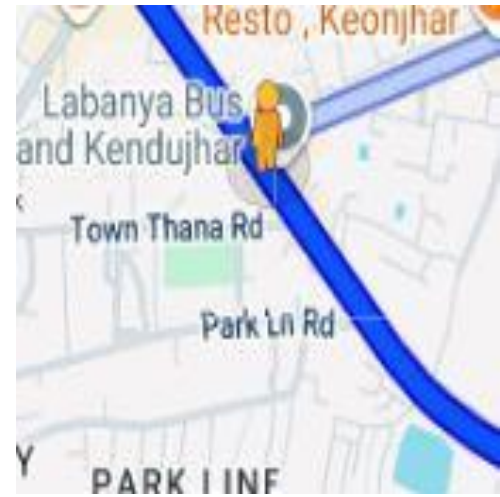 Resto , Keonjhar
Labanya Bus
and Kendujhar
Town Thana Rd
Park Ln Rd
Y
PARK LINE